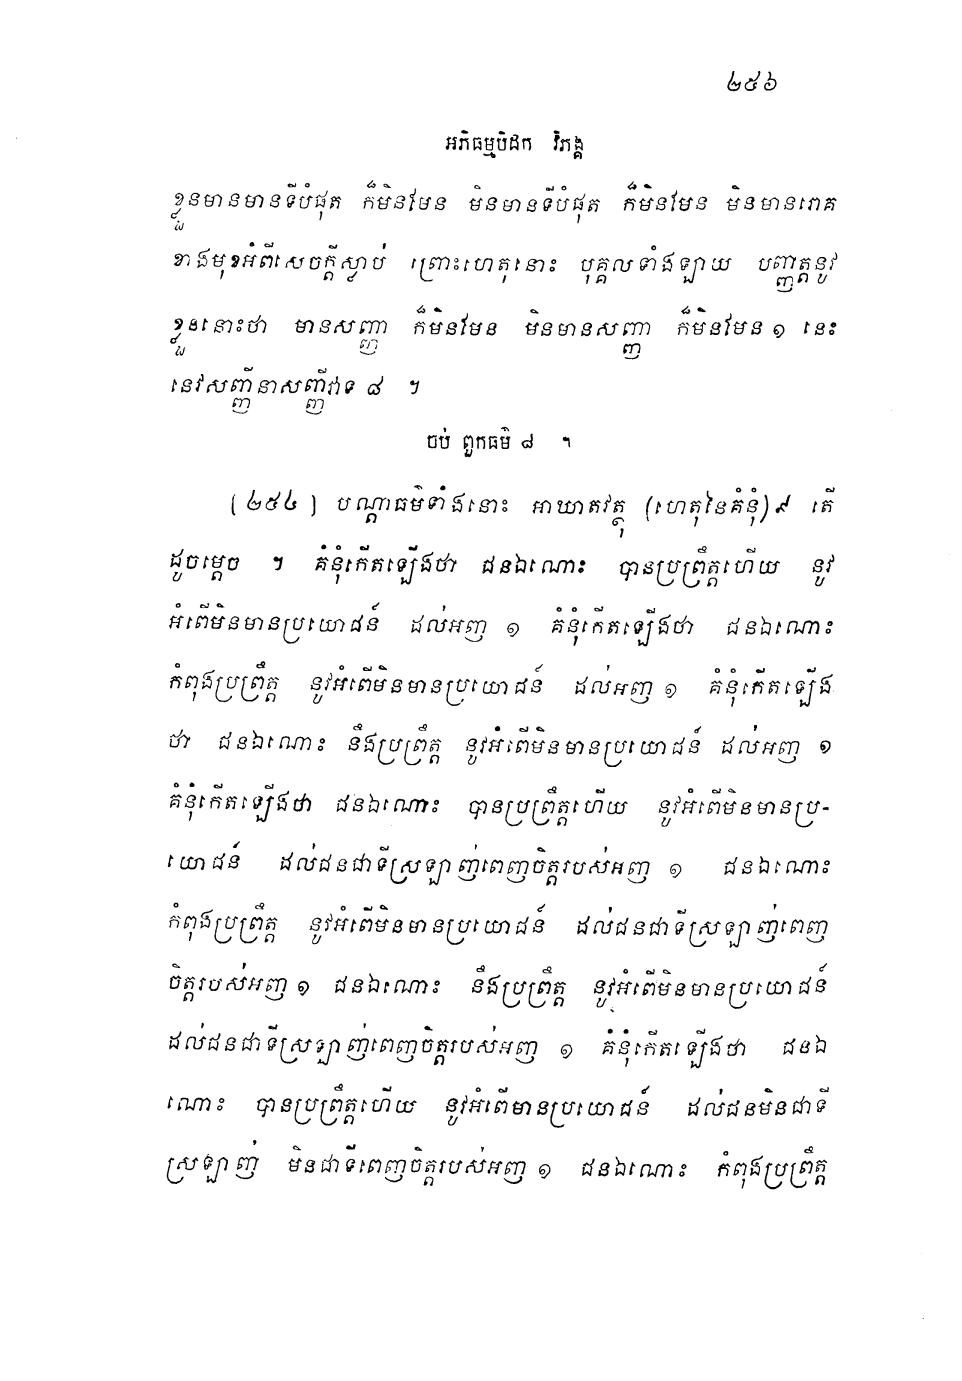 ២៥៦
អភិធម្មបិដក វិភង្គ
ខ្លួនមានមានទីបំផុត ក៏មិនមែន មិនមានទីបំផុត ក៏មិនមែន មិនមានរោគ
ខាងមុខអំពីសេចក្តីស្លាប់ ព្រោះហេតុនោះ បុគ្គលទាំងឡាយ បញ្ញត្តនូវ
ខ្លួននោះថា មានសញ្ញា ក៏មិនមែន មិនមានសញ្ញា ក៏មិនមែន ១ នេះ
នេវសញ្ញីនាសញ្ញីវាទ ៨ ។
ចប់ ពួកធម៌ ៨ ។
[២៥៤] បណ្តាធម៌ទាំងនោះ អាឃាតវត្ថុ (ហេតុនៃគំនុំ) ៩ តើ
ដូចម្តេច ។ គំនុំកើតឡើងថា ជនឯណោះ បានប្រព្រឹត្តហើយ នូវ
អំពើមិនមានប្រយោជន៍ ដល់អញ ១ គំនុំកើតឡើងថា ជនឯណោះ
កំពុងប្រព្រឹត្ត នូវអំពើមិនមានប្រយោជន៍ ដល់អញ ១ គំនុំកើតឡើង
ថា ជនឯណោះ នឹងប្រព្រឹត្ត នូវអំពើមិនមានប្រយោជន៍ ដល់អញ ១
គំនុំកើតឡើងថា ជនឯណោះ បានប្រព្រឹត្តហើយ នូវអំពើមិនមានប្រ-
យោជន៍ ដល់ជនជាទីស្រឡាញ់ពេញចិត្តរបស់អញ ១ ជនឯណោះ
កំពុងប្រព្រឹត្ត នូវអំពើមិនមានប្រយោជន៍ ដល់ជនជាទីស្រឡាញ់ពេញ
ចិត្តរបស់អញ ១ ជនឯណោះ នឹងប្រព្រឹត្ត នូវអំពើមិនមានប្រយោជន៍
ដល់ជនជាទីស្រឡាញ់ពេញចិត្តរបស់អញ ១ គំនុំកើតឡើងថា ជនឯ
ណោះ បានប្រព្រឹត្តហើយ នូវអំពើមានប្រយោជន៍ ដល់ជនមិនជាទី
ស្រឡាញ់ មិនជាទីពេញចិត្តរបស់អញ ១ ជនឯណោះ កំពុងប្រព្រឹត្ត